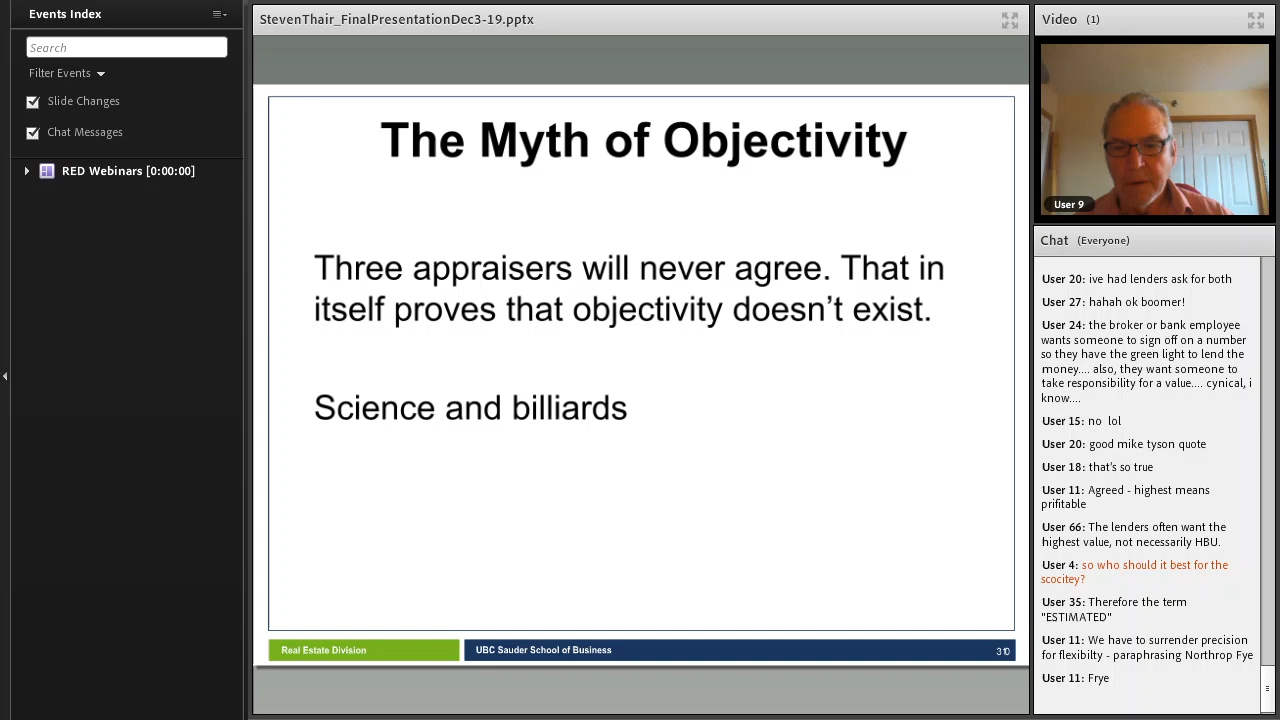 Events Index
Search
Filter Events
Slide Changes
Chat Messages
RED Webinars [0:00:00]
StevenThair_FinalPresentationDec3-19.pptx
The Myth of Objectivity
Three appraisers will never agree. That in
itself proves that objectivity doesn't exist.
Science and billiards
Real Estate Division
UBC Sauder School of Business
310
Video (1)
User 9
Chat (Everyone)
User 20: ive had lenders ask for both
User 27: hahah ok boomer!
User 24: the broker or bank employee
wants someone to sign off on a number
so they have the green light to lend the
money.... also, they want someone to
take responsibility for a value.... cynical, i
know....
User 15: no lol
User 20: good mike tyson quote
User 18: that's so true
User 11: Agreed - highest means
prifitable
User 66: The lenders often want the
highest value, not necessarily HBU.
User 4: so who should it best for the
scocitey?
User 35: Therefore the term
"ESTIMATED"
User 11: We have to surrender precision
for flexibilty - paraphrasing Northrop Fye
User 11: Frye